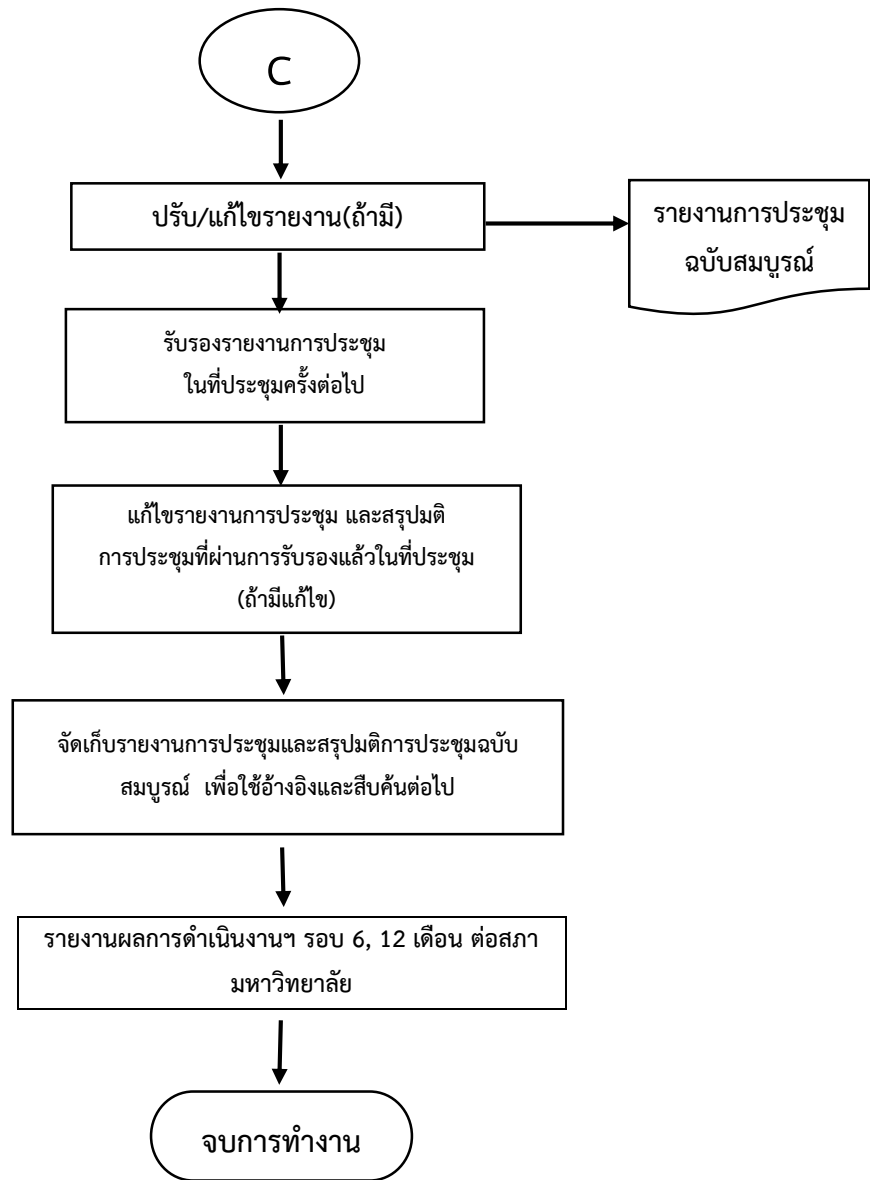 C
ปรับ/แก้ไขรายงาน(ถ้ามี)
รายงานการประชุม
ฉบับสมบูรณ์
รับรองรายงานการประชุม
ในที่ประชุมครั้งต่อไป
แก้ไขรายงานการประชุม และสรุปมติ
การประชุมที่ผ่านการรับรองแล้วในที่ประชุม
(ถ้ามีแก้ไข)
จัดเก็บรายงานการประชุมและสรุปมติการประชุมฉบับ
สมบูรณ์ เพื่อใช้อ้างอิงและสืบค้นต่อไป
รายงานผลการดำเนินงานฯ รอบ 6, 12 เดือน ต่อสภา
มหาวิทยาลัย
จบการทำงาน